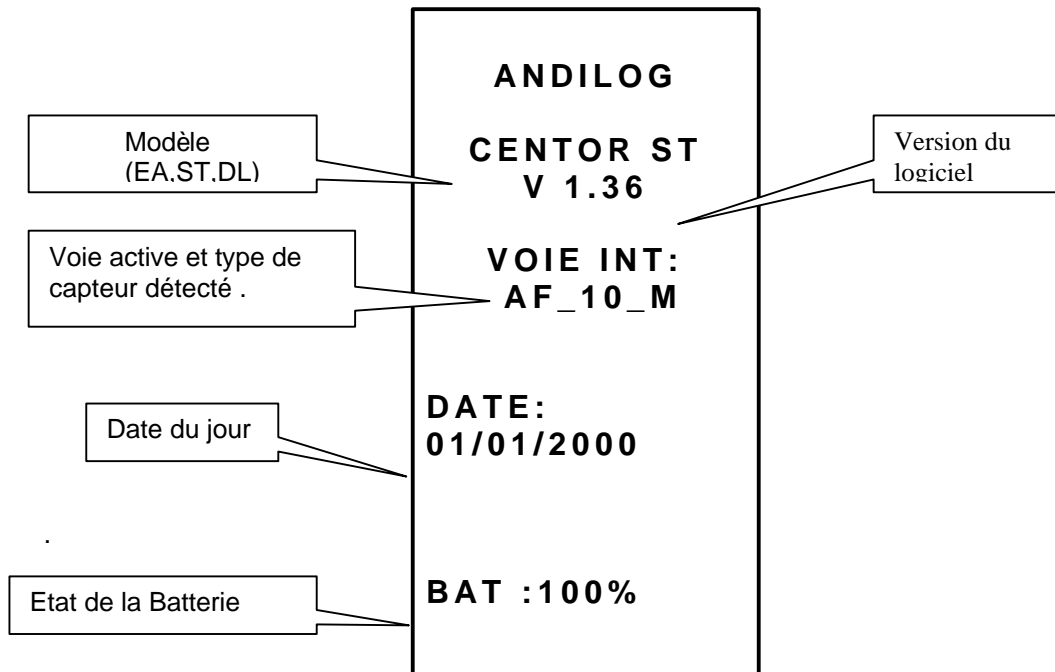 ANDILOG
Modèle
(EA,ST,DL)
CENTOR ST
V 1.36
Version du
logiciel
Voie active et type de
capteur détecté .
VOIE INT:
AF_10_M
Date du jour
DATE:
01/01/2000
.
Etat de la Batterie
BAT :100%